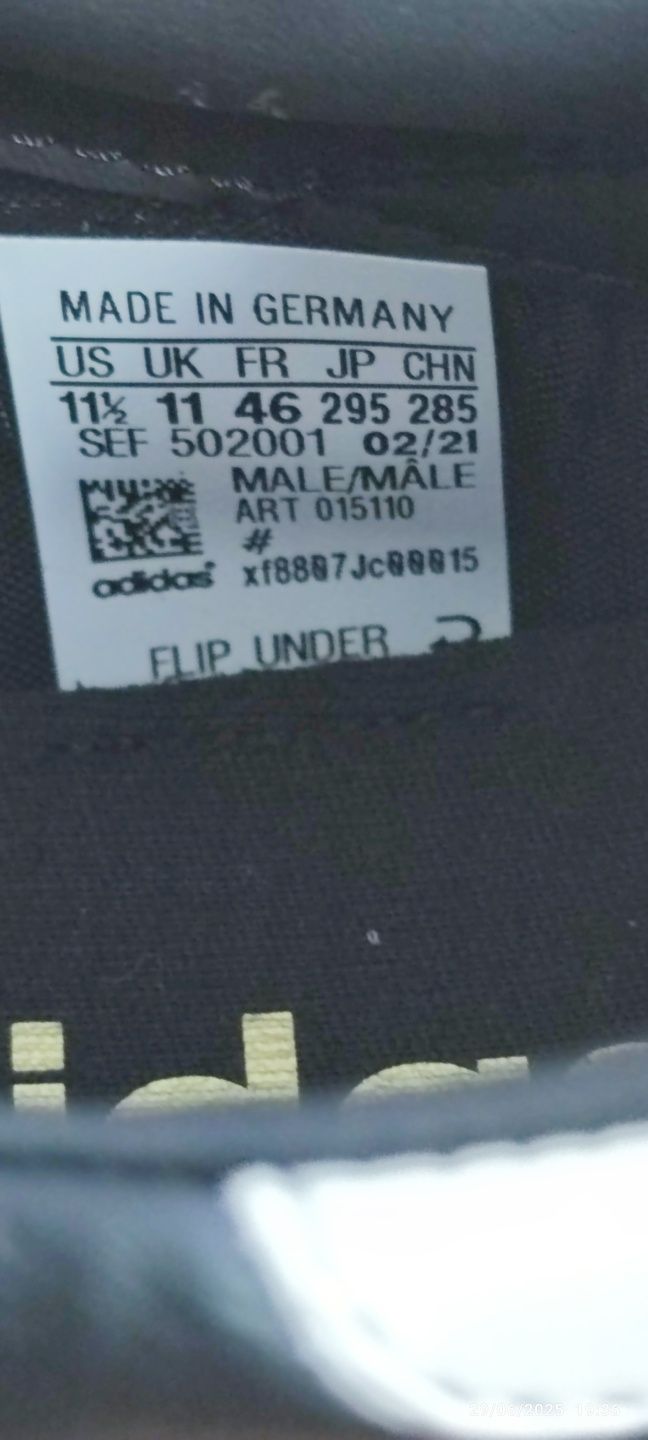 MADE IN GERMANY
US UK FR JP CHN
11½ 11 46 295 285
SEF 502001 02/21
MALE/MÂLE
ART 015110
#
xf8807Jc00015
adidas
FLIP UNDER